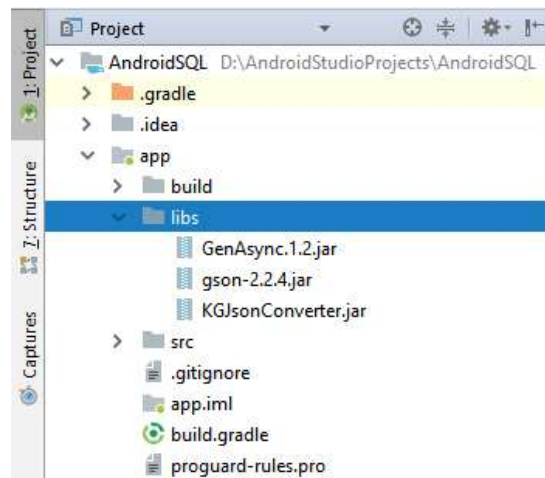 1: Project
7: Structure
Captures
Project
AndroidSQL D:\AndroidStudioProjects\AndroidSQL
.gradle
.idea
app
build
libs
GenAsync.1.2.jar
gson-2.2.4.jar
KGJsonConverter.jar
src
.gitignore
app.iml
build.gradle
proguard-rules.pro